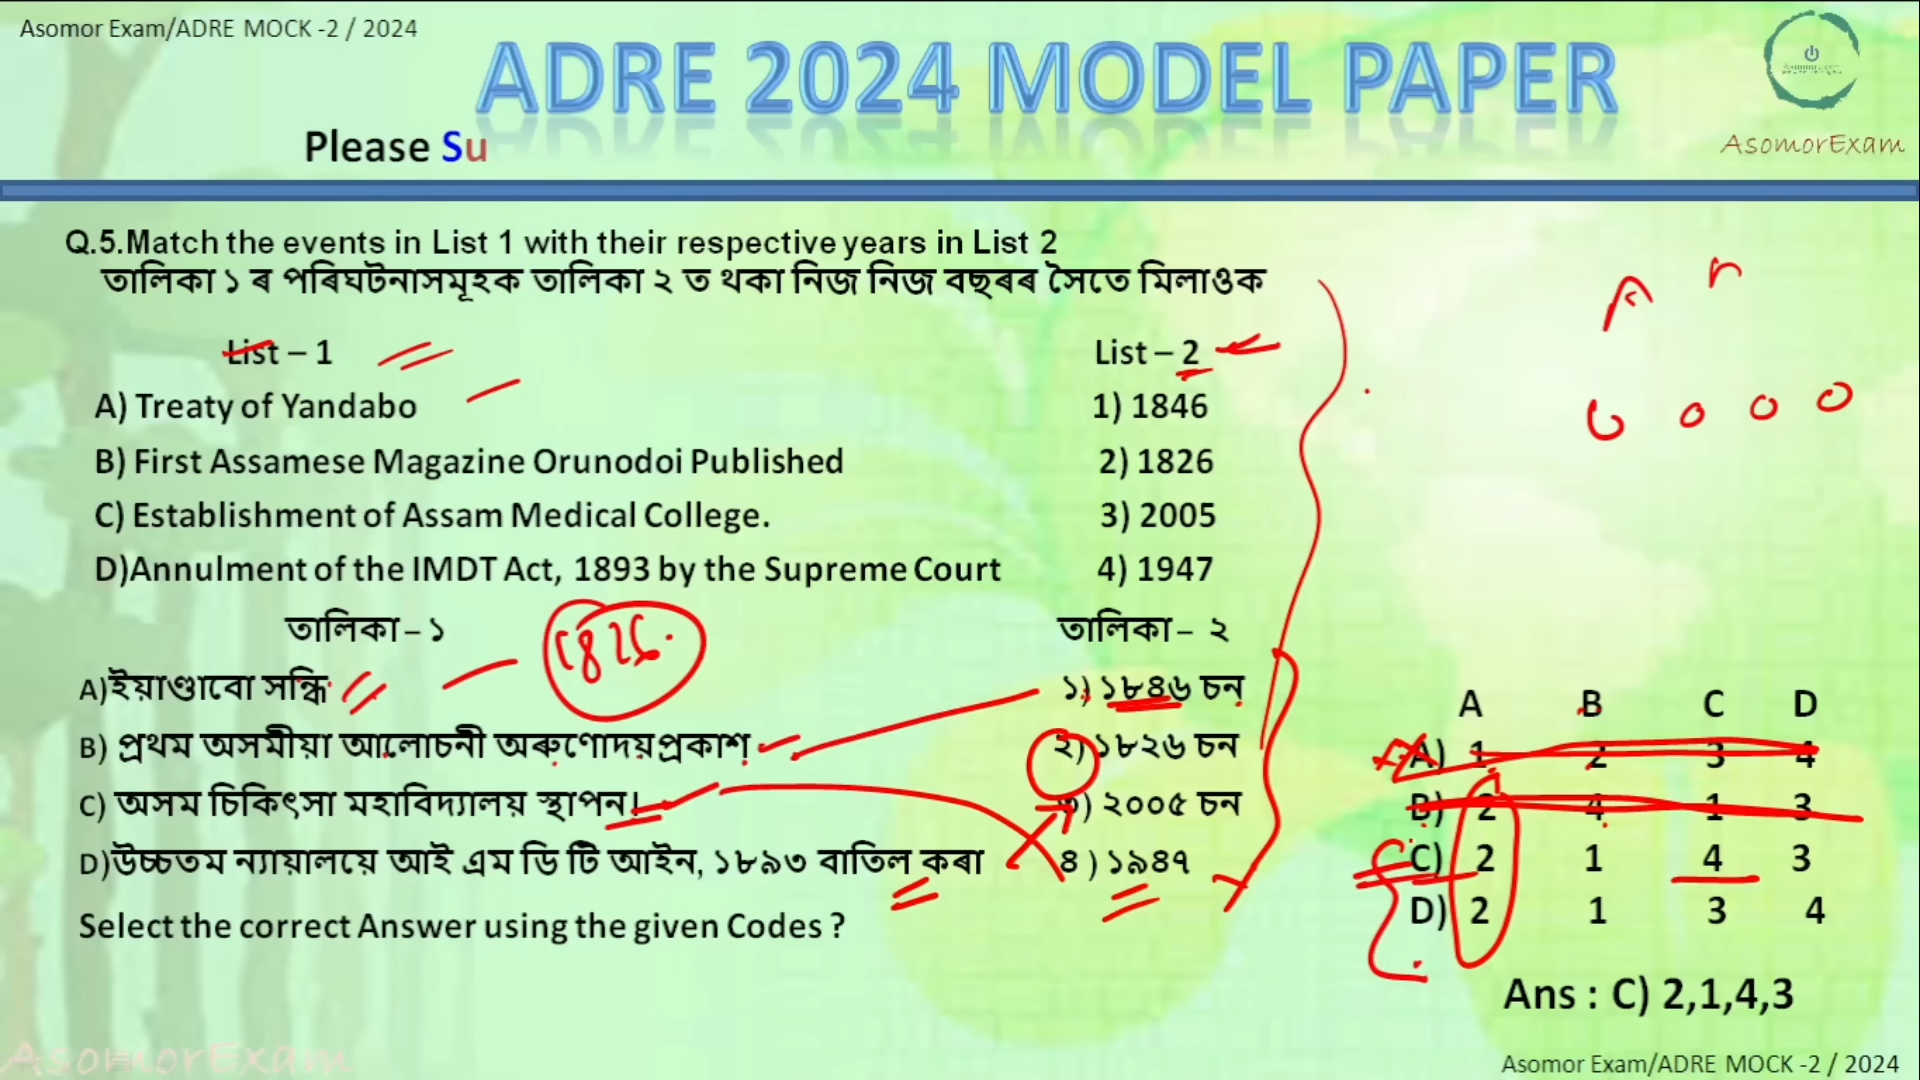 Asomor Exam/ADRE MOCK -2 / 2024
ADRE 2024 MODEL PAPER
Please Su
AsomorExam
Q.5.Match the events in List 1 with their respective years in List 2
তালিকা ১ ৰ পৰিঘটনাসমূহক তালিকা ২ ত থকা নিজ নিজ বছৰৰ সৈতে মিলাওক
List – 1 List – 2
A) Treaty of Yandabo 1) 1846
B) First Assamese Magazine Orunodoi Published 2) 1826
C) Establishment of Assam Medical College. 3) 2005
D)Annulment of the IMDT Act, 1893 by the Supreme Court 4) 1947
তালিকা – ১ তালিকা – ২
1826.
A)ইয়াণ্ডাবো সন্ধি ১) ১৮৪৬ চন
B) প্ৰথম অসমীয়া আলোচনী অৰুণোদয় প্ৰকাশ ২) ১৮২৬ চন
C) অসম চিকিৎসা মহাবিদ্যালয় স্থাপন। ৩) ২০০৫ চন
D)উচ্চতম ন্যায়ালয়ে আই এম ডি টি আইন, ১৮৯৩ বাতিল কৰা ৪ ) ১৯৪৭
Select the correct Answer using the given Codes ?
A B C D
A) 1 2 3 4
B) 2 4 1 3
C) 2 1 4 3
D) 2 1 3 4
Ans : C) 2,1,4,3
AsomorExam
Asomor Exam/ADRE MOCK -2 / 2024